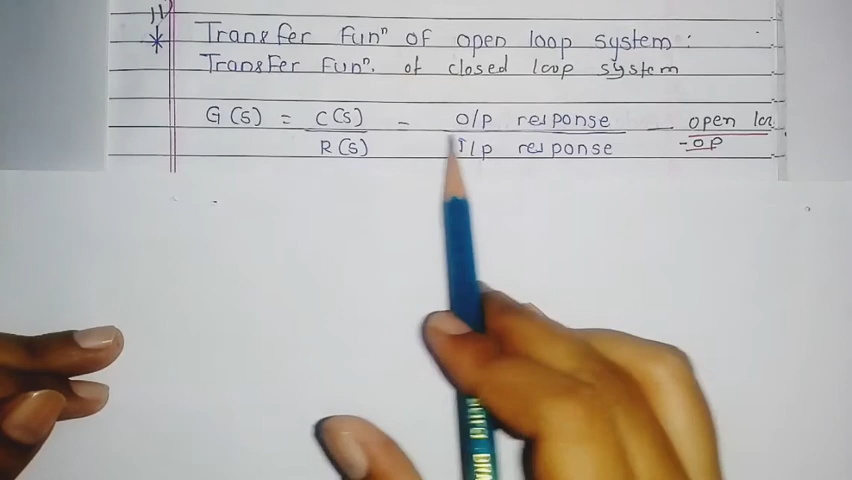 * Transfer Funⁿ of open loop system:
Transfer Funⁿ. of closed loop system
G(s) = C(s) = O/P response — open loo
R(s) I/p response - op